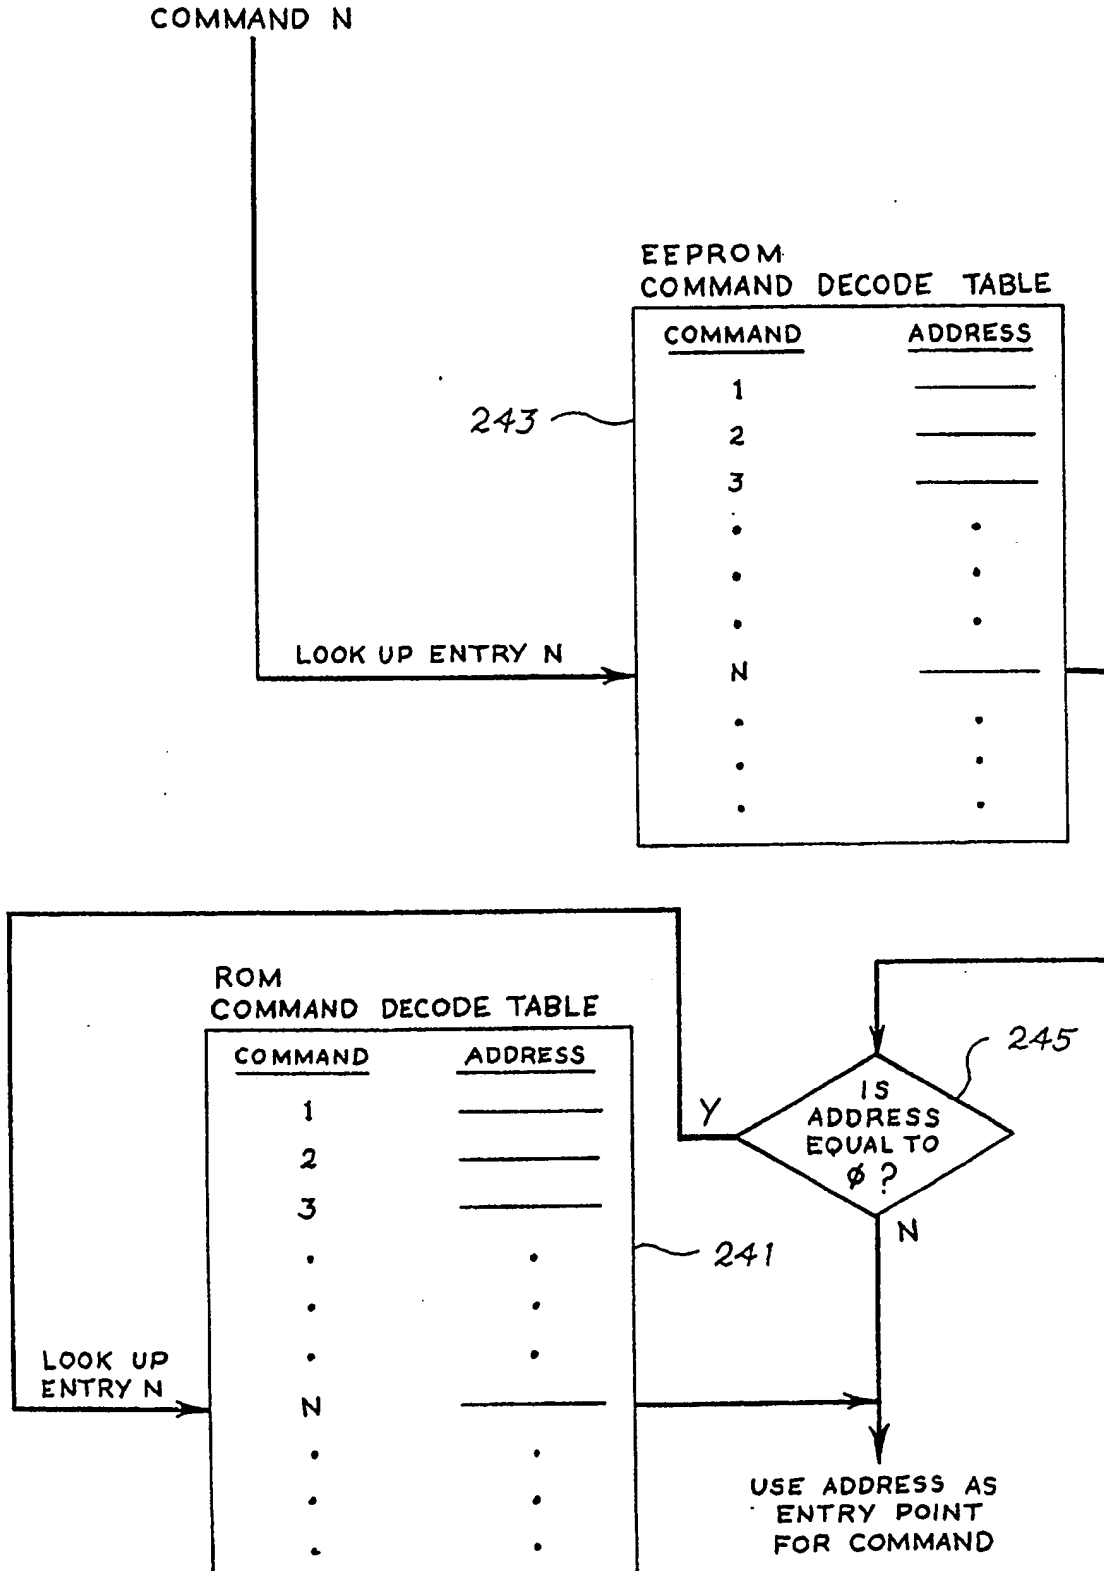 COMMAND N
EEPROM
COMMAND DECODE TABLE
COMMAND ADDRESS
1
243
2
3
LOOK UP ENTRY N
N
ROM
COMMAND DECODE TABLE
COMMAND ADDRESS
1
2
3
241
LOOK UP
ENTRY N
N
245
IS
ADDRESS
EQUAL TO
ø ?
Y
N
USE ADDRESS AS
ENTRY POINT
FOR COMMAND